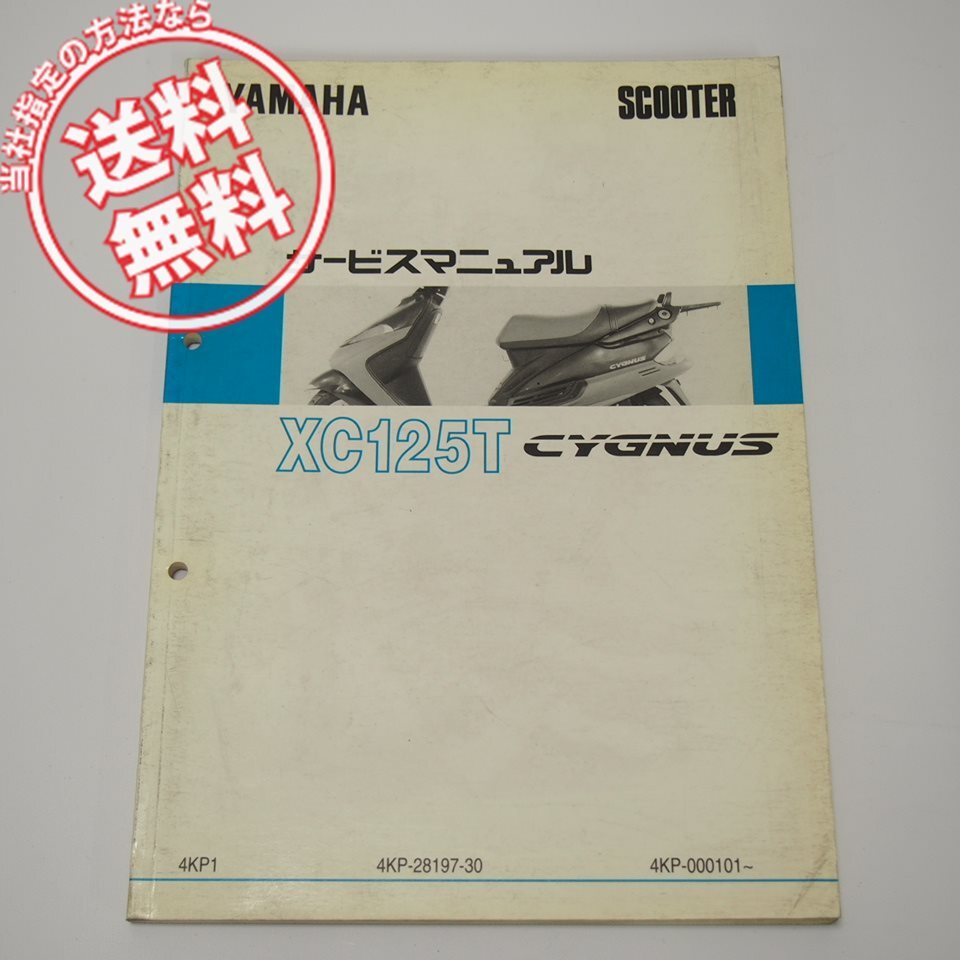 当社指定の方法なら
送料
無料
YAMAHA
SCOOTER
サービスマニュアル
CYGNUS
XC125T CYGNUS
4KP1
4KP-28197-30
4KP-000101~